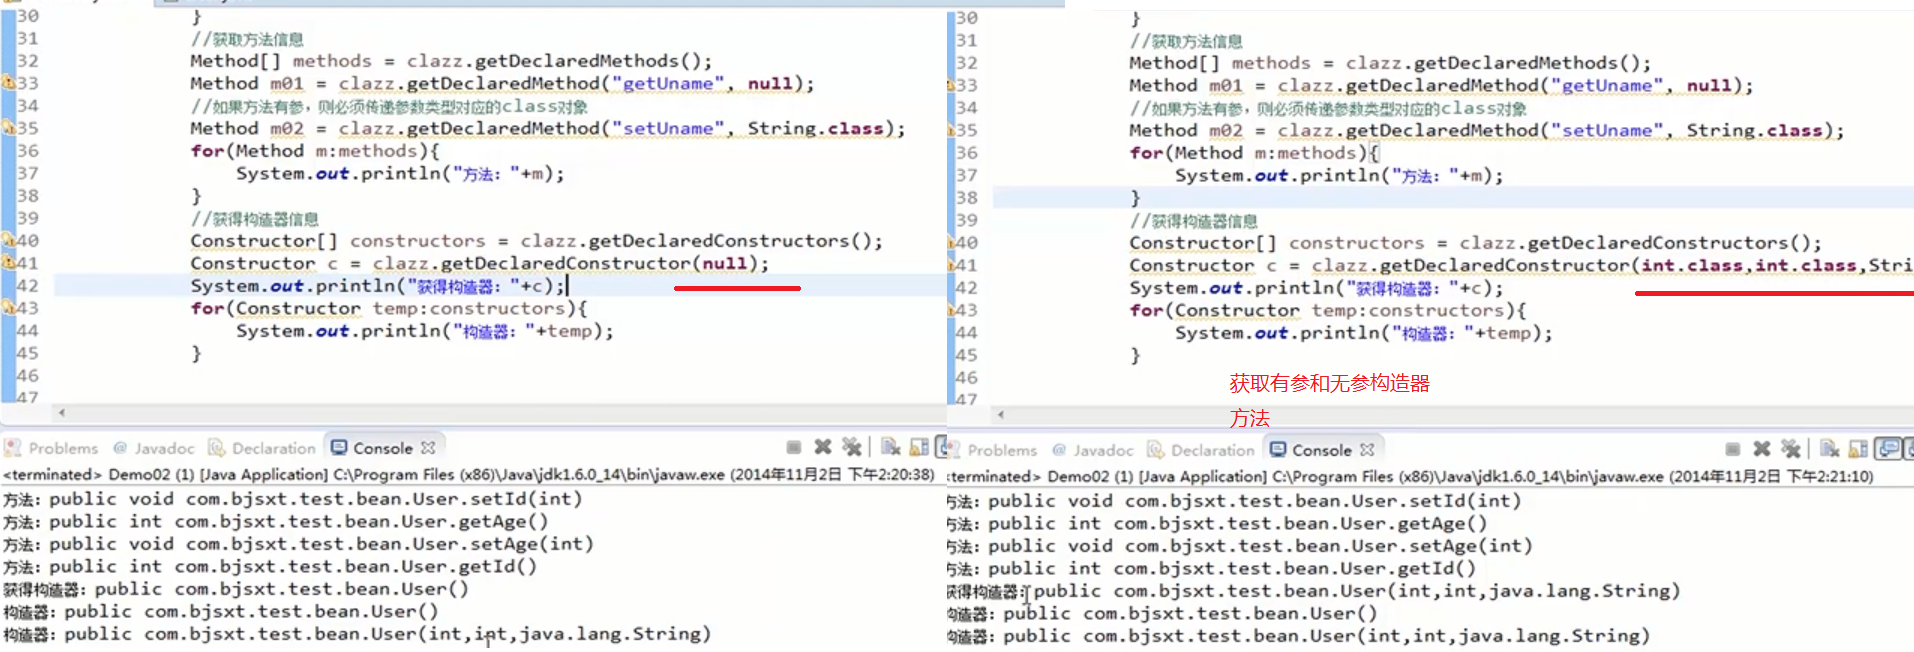 30 }
31 //获取方法信息
32 Method[] methods = clazz.getDeclaredMethods();
33 Method m01 = clazz.getDeclaredMethod("getUname", null);
34 //如果方法有参，则必须传递参数类型对应的class对象
35 Method m02 = clazz.getDeclaredMethod("setUname", String.class);
36 for(Method m:methods){
37 System.out.println("方法："+m);
38 }
39 //获得构造器信息
40 Constructor[] constructors = clazz.getDeclaredConstructors();
41 Constructor c = clazz.getDeclaredConstructor(null);
42 System.out.println("获得构造器："+c);
43 for(Constructor temp:constructors){
44 System.out.println("构造器："+temp);
45 }
46
47
Problems @ Javadoc Declaration Console
<terminated> Demo02 (1) [Java Application] C:\Program Files (x86)\Java\jdk1.6.0_14\bin\javaw.exe (2014年11月2日 下午2:20:38)
方法：public void com.bjsxt.test.bean.User.setId(int)
方法：public int com.bjsxt.test.bean.User.getAge()
方法：public void com.bjsxt.test.bean.User.setAge(int)
方法：public int com.bjsxt.test.bean.User.getId()
获得构造器：public com.bjsxt.test.bean.User()
构造器：public com.bjsxt.test.bean.User()
构造器：public com.bjsxt.test.bean.User(int,int,java.lang.String)
30 }
31 //获取方法信息
32 Method[] methods = clazz.getDeclaredMethods();
33 Method m01 = clazz.getDeclaredMethod("getUname", null);
34 //如果方法有参，则必须传递参数类型对应的class对象
35 Method m02 = clazz.getDeclaredMethod("setUname", String.class);
36 for(Method m:methods){
37 System.out.println("方法："+m);
38 }
39 //获得构造器信息
40 Constructor[] constructors = clazz.getDeclaredConstructors();
41 Constructor c = clazz.getDeclaredConstructor(int.class,int.class,Stri
42 System.out.println("获得构造器："+c);
43 for(Constructor temp:constructors){
44 System.out.println("构造器："+temp);
45 }
46
47
获取有参和无参构造器
方法
Problems @ Javadoc Declaration Console
<terminated> Demo02 (1) [Java Application] C:\Program Files (x86)\Java\jdk1.6.0_14\bin\javaw.exe (2014年11月2日 下午2:21:10)
方法：public void com.bjsxt.test.bean.User.setId(int)
方法：public int com.bjsxt.test.bean.User.getAge()
方法：public void com.bjsxt.test.bean.User.setAge(int)
方法：public int com.bjsxt.test.bean.User.getId()
获得构造器：public com.bjsxt.test.bean.User(int,int,java.lang.String)
构造器：public com.bjsxt.test.bean.User()
构造器：public com.bjsxt.test.bean.User(int,int,java.lang.String)